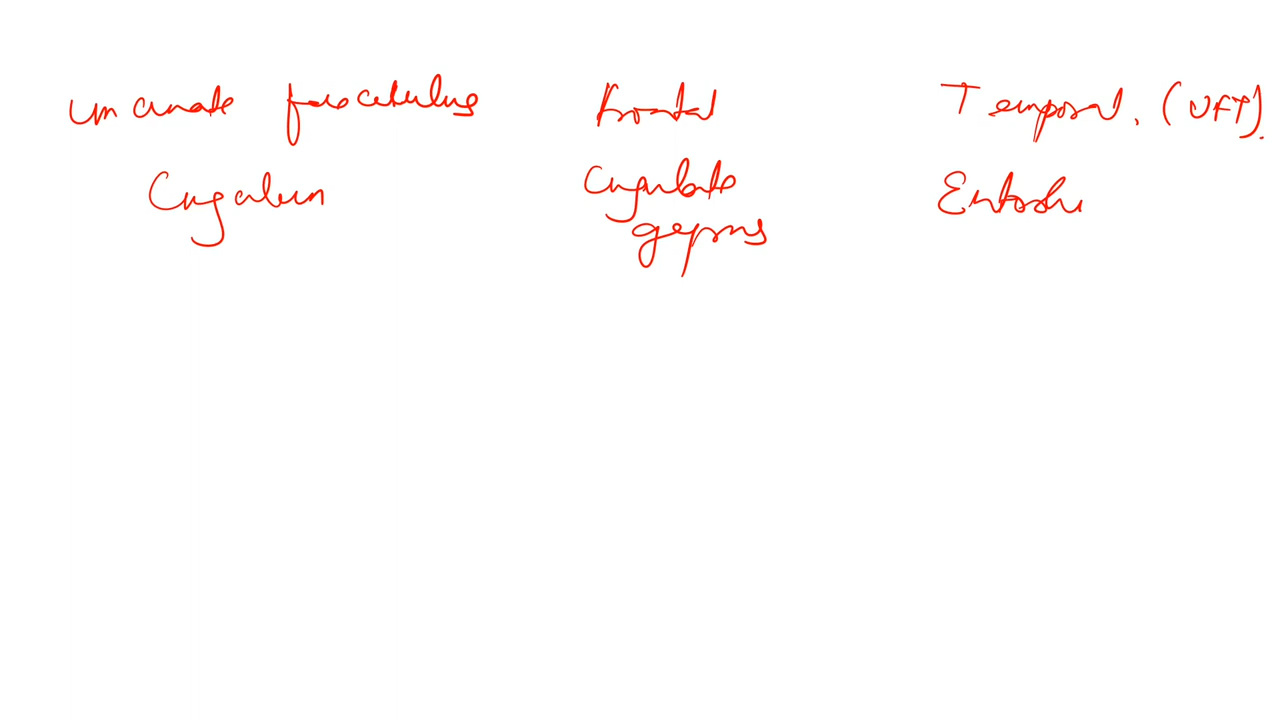 uncinate fasciculus frontal Temporal. (UFT).
Cingulum Cingulate Entorhi
gyrus